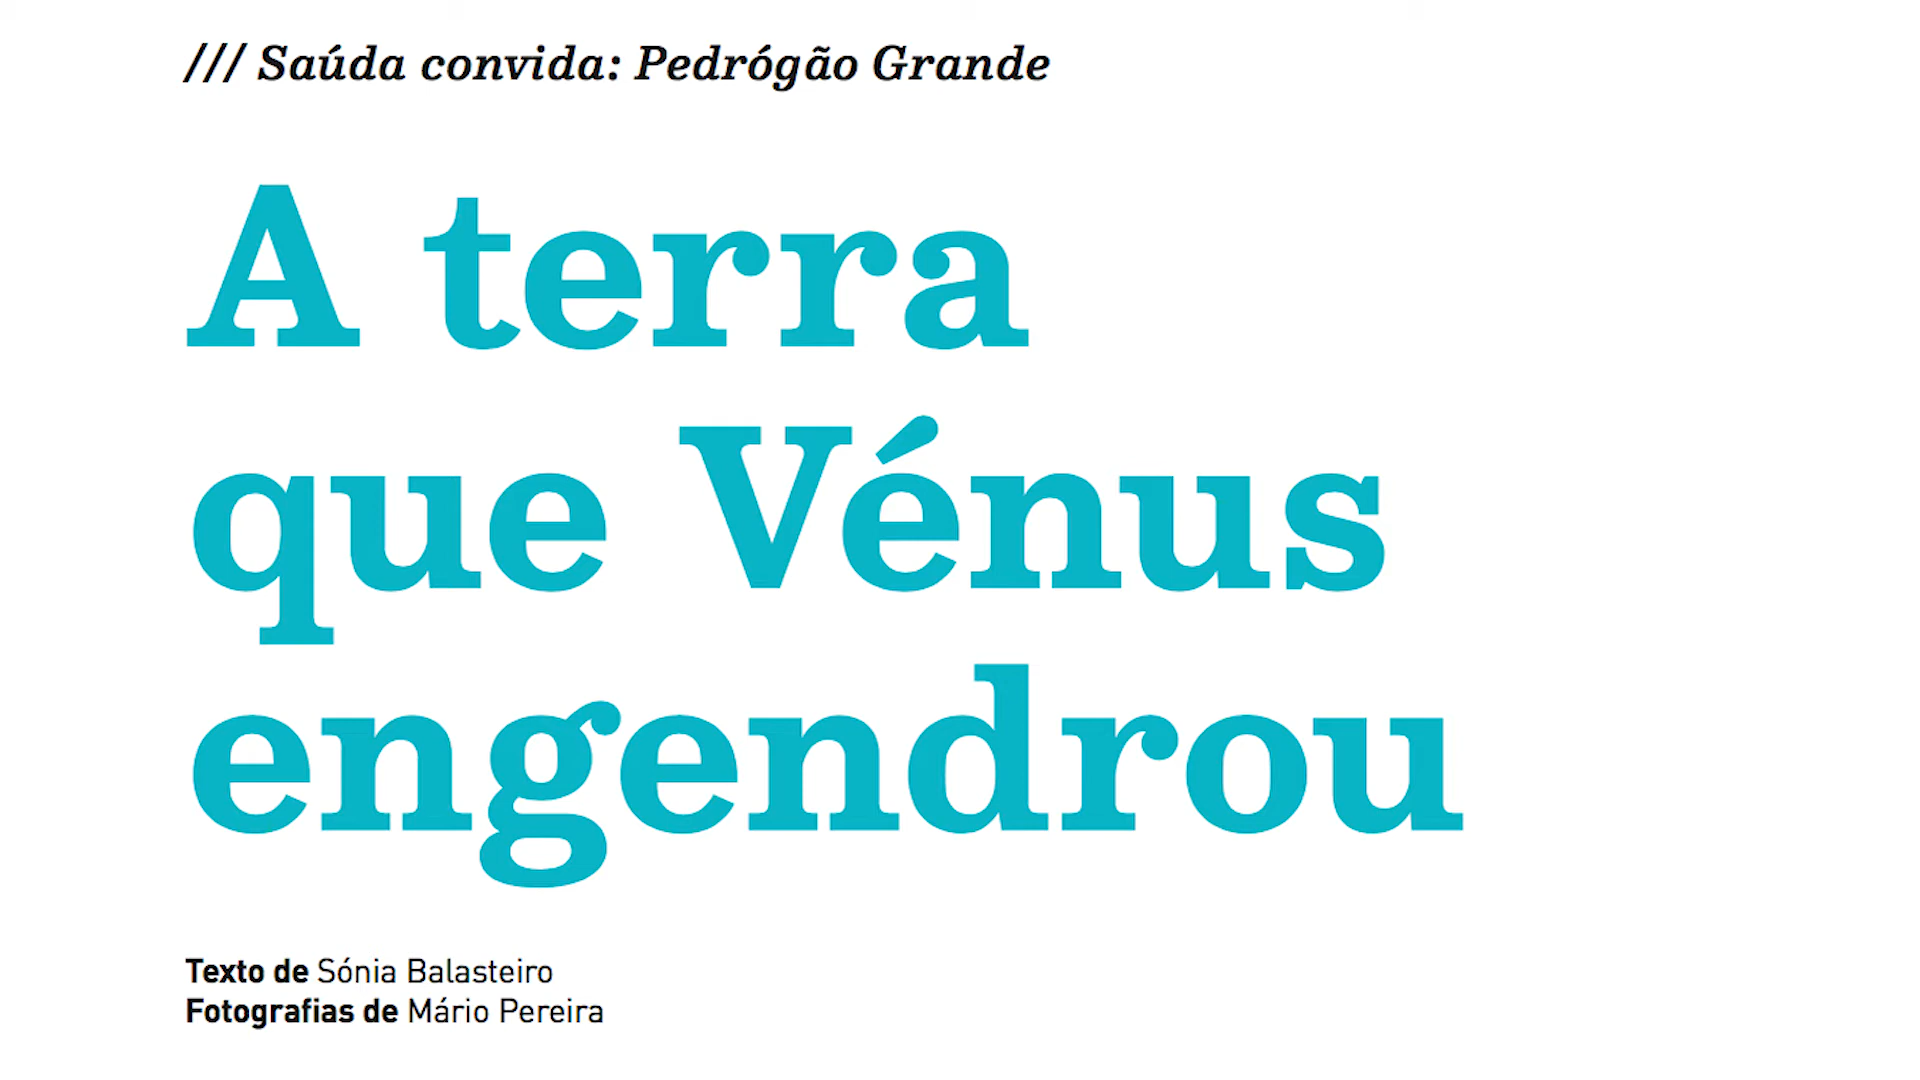 /// Saúda convida: Pedrógão Grande
A terra
que Vénus
engendrou
Texto de Sónia Balasteiro
Fotografias de Mário Pereira